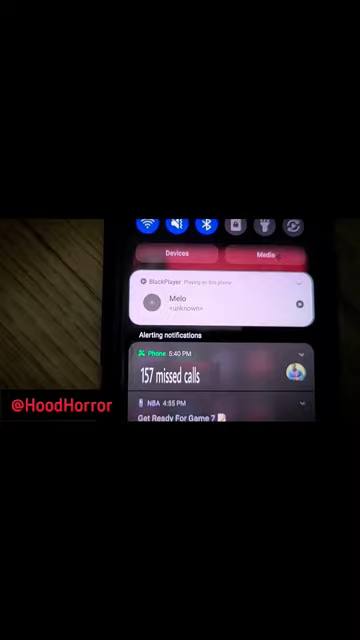 Devices Media
BlackPlayer Playing on this phone
Melo
<unknown>
Alerting notifications
Phone 5:40 PM
157 missed calls
NBA 4:55 PM
Get Ready For Game 7
@HoodHorror